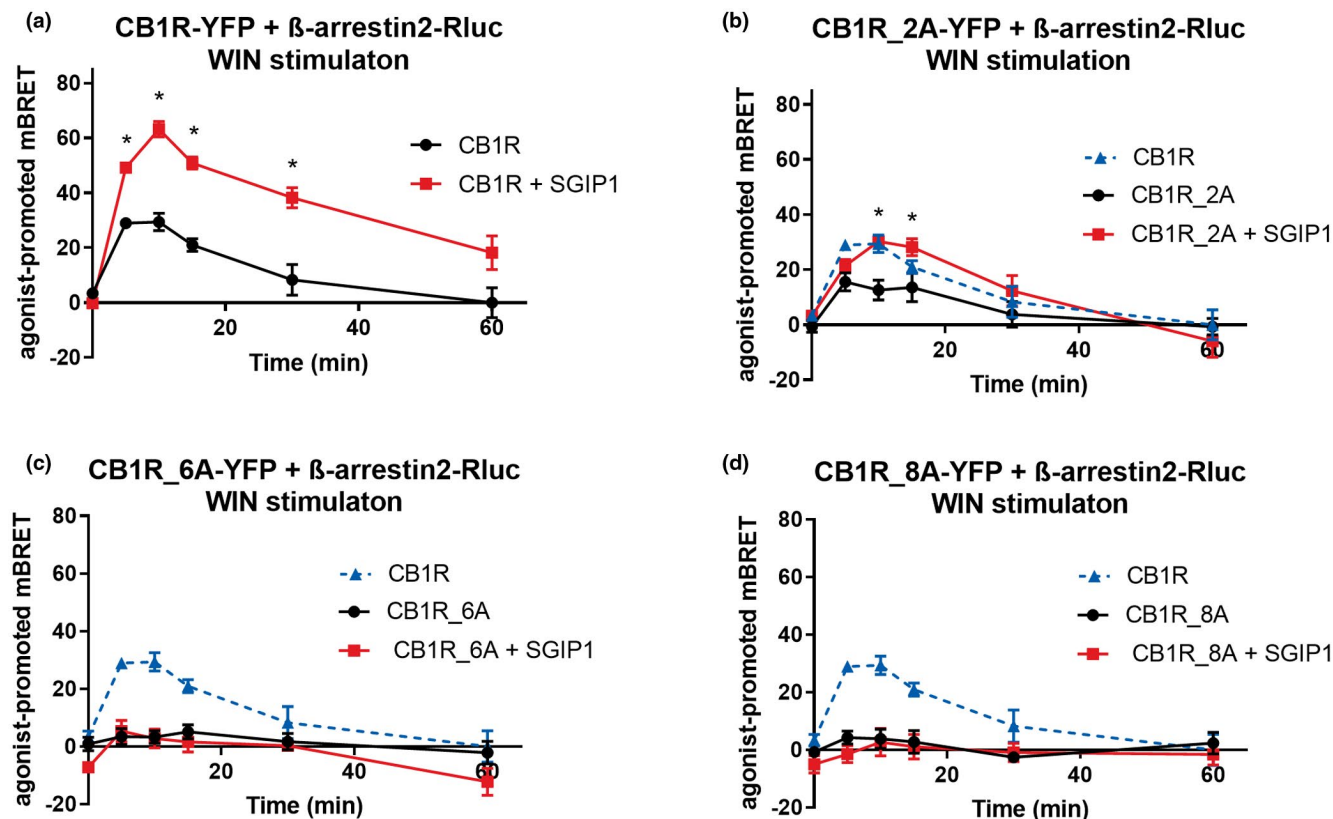 (a)
CB1R-YFP + ß-arrestin2-Rluc
WIN stimulaton
agonist-promoted mBRET
80
60
40
20
0
-20
* * * *
CB1R
CB1R + SGIP1
20
40
60
Time (min)
(b)
CB1R_2A-YFP + ß-arrestin2-Rluc
WIN stimulaton
agonist-promoted mBRET
80
60
40
20
0
-20
CB1R
CB1R_2A
CB1R_2A + SGIP1
* *
20
40
60
Time (min)
(c)
CB1R_6A-YFP + ß-arrestin2-Rluc
WIN stimulaton
agonist-promoted mBRET
80
60
40
20
0
-20
CB1R
CB1R_6A
CB1R_6A + SGIP1
20
40
60
Time (min)
(d)
CB1R_8A-YFP + ß-arrestin2-Rluc
WIN stimulaton
agonist-promoted mBRET
80
60
40
20
0
-20
CB1R
CB1R_8A
CB1R_8A + SGIP1
20
40
60
Time (min)